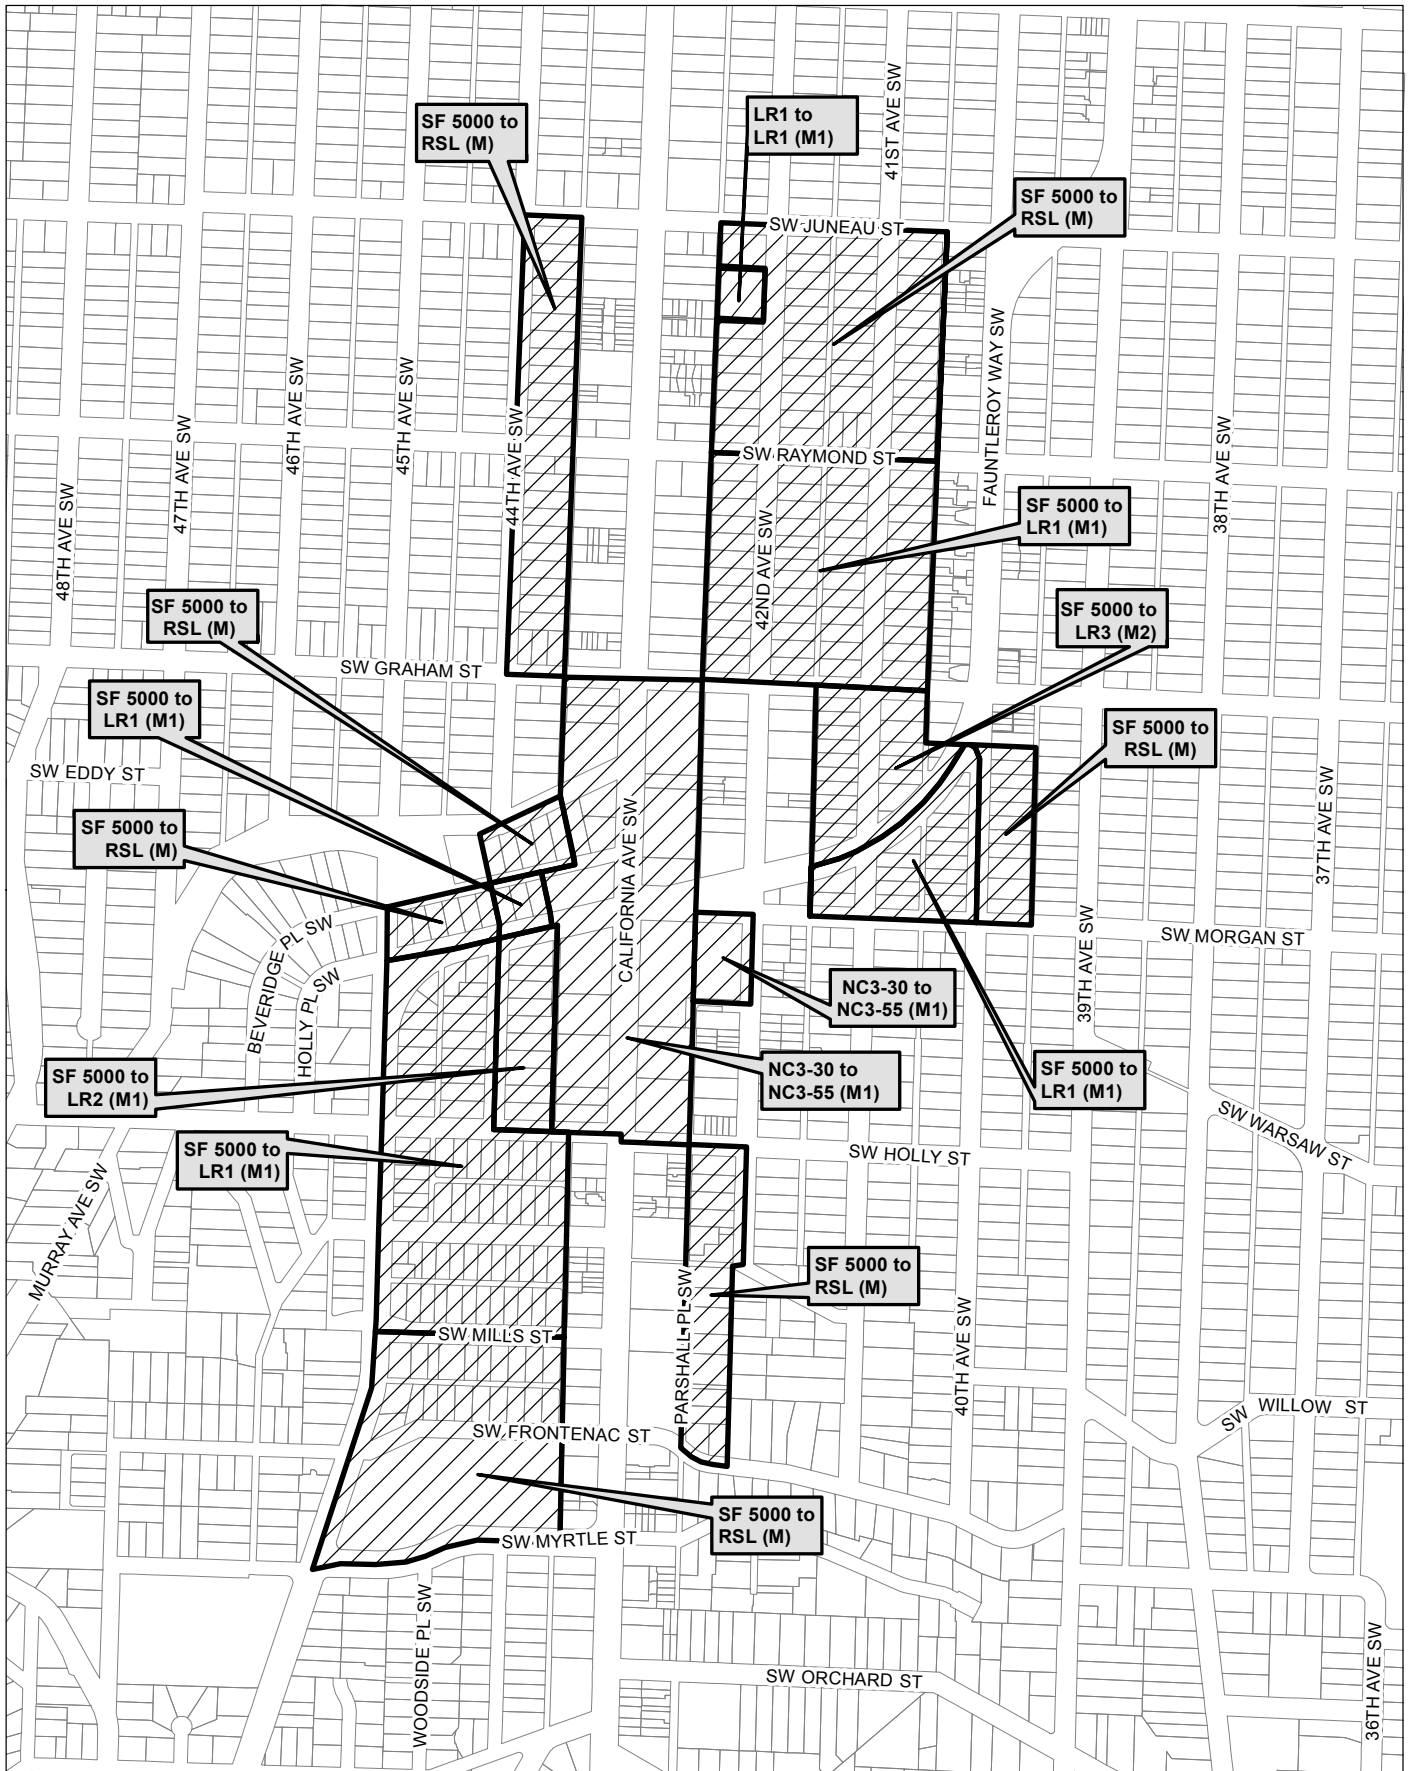 41ST AVE SW
SF 5000 to
RSL (M)
LR1 to
LR1 (M1)
SF 5000 to
RSL (M)
SW JUNEAU ST
FAUNTLEROY WAY SW
46TH AVE SW
45TH AVE SW
44TH AVE SW
47TH AVE SW
38TH AVE SW
SW RAYMOND ST
48TH AVE SW
42ND AVE SW
SF 5000 to
LR1 (M1)
SF 5000 to
RSL (M)
SF 5000 to
LR3 (M2)
SW GRAHAM ST
SF 5000 to
LR1 (M1)
SF 5000 to
RSL (M)
SW EDDY ST
37TH AVE SW
CALIFORNIA AVE SW
SF 5000 to
RSL (M)
BEVERIDGE PL SW
HOLLY PL SW
39TH AVE SW
SW MORGAN ST
NC3-30 to
NC3-55 (M1)
SF 5000 to
LR2 (M1)
NC3-30 to
NC3-55 (M1)
SF 5000 to
LR1 (M1)
SW WARSAW ST
SF 5000 to
LR1 (M1)
SW HOLLY ST
MURRAY AVE SW
SF 5000 to
RSL (M)
PARSHALL PL SW
40TH AVE SW
SW MILLS ST
SW WILLOW ST
SW FRONTENAC ST
SF 5000 to
RSL (M)
SW MYRTLE ST
WOODSIDE PL SW
SW ORCHARD ST
36TH AVE SW